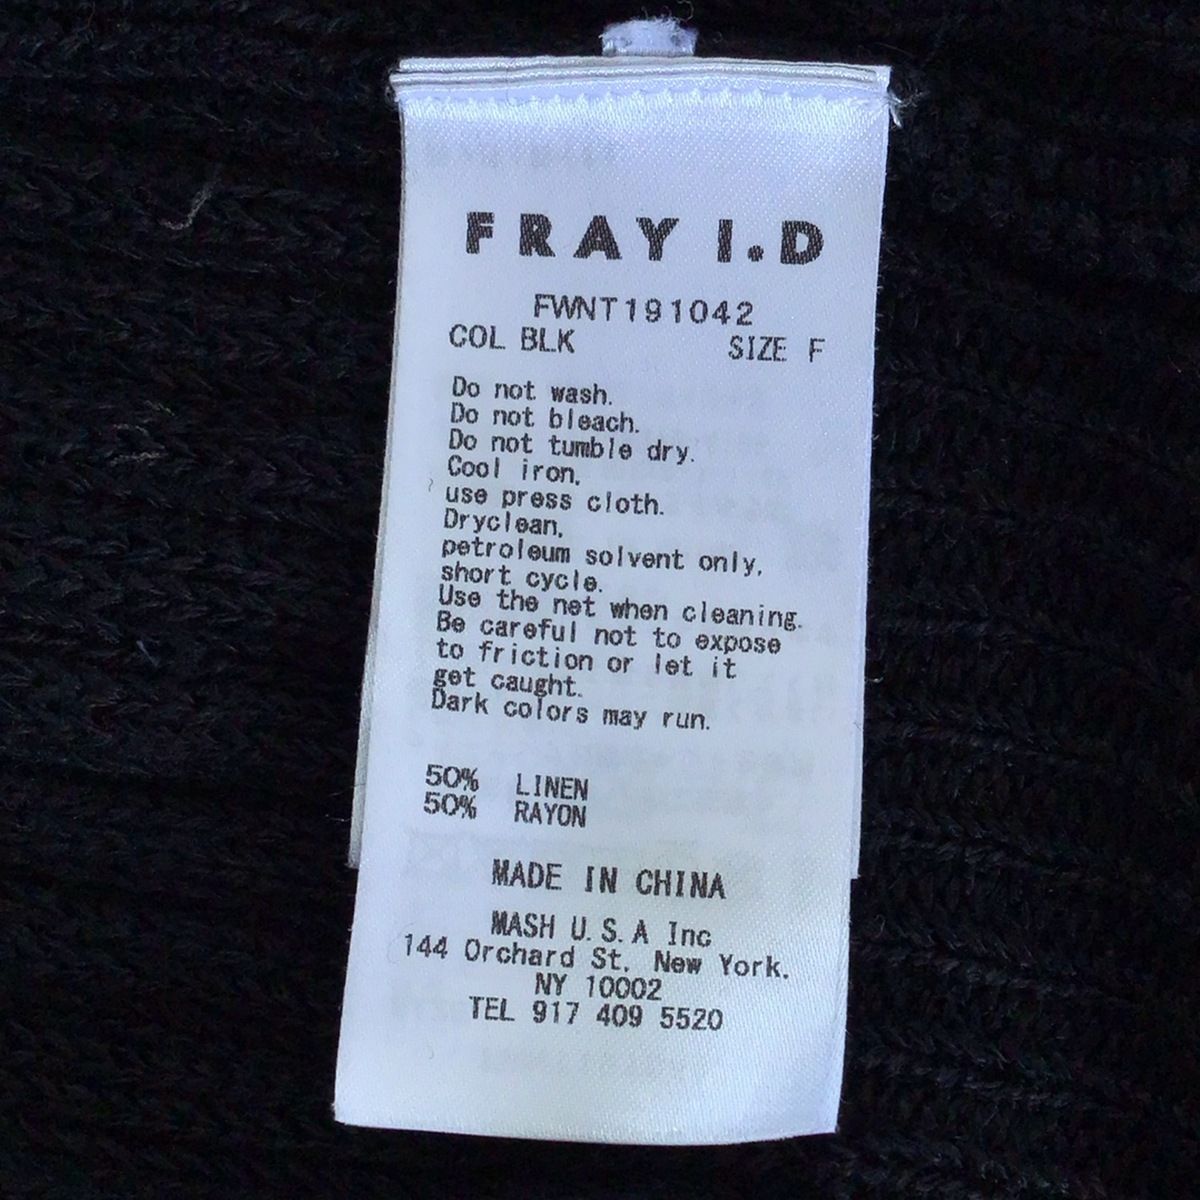 FRAY I.D
FWNT191042
COL BLK SIZE F
Do not wash.
Do not bleach.
Do not tumble dry.
Cool iron,
use press cloth.
Dryclean,
petroleum solvent only,
short cycle.
Use the net when cleaning.
Be careful not to expose
to friction or let it
get caught.
Dark colors may run.
50% LINEN
50% RAYON
MADE IN CHINA
MASH U.S.A Inc
144 Orchard St. New York.
NY 10002
TEL 917 409 5520